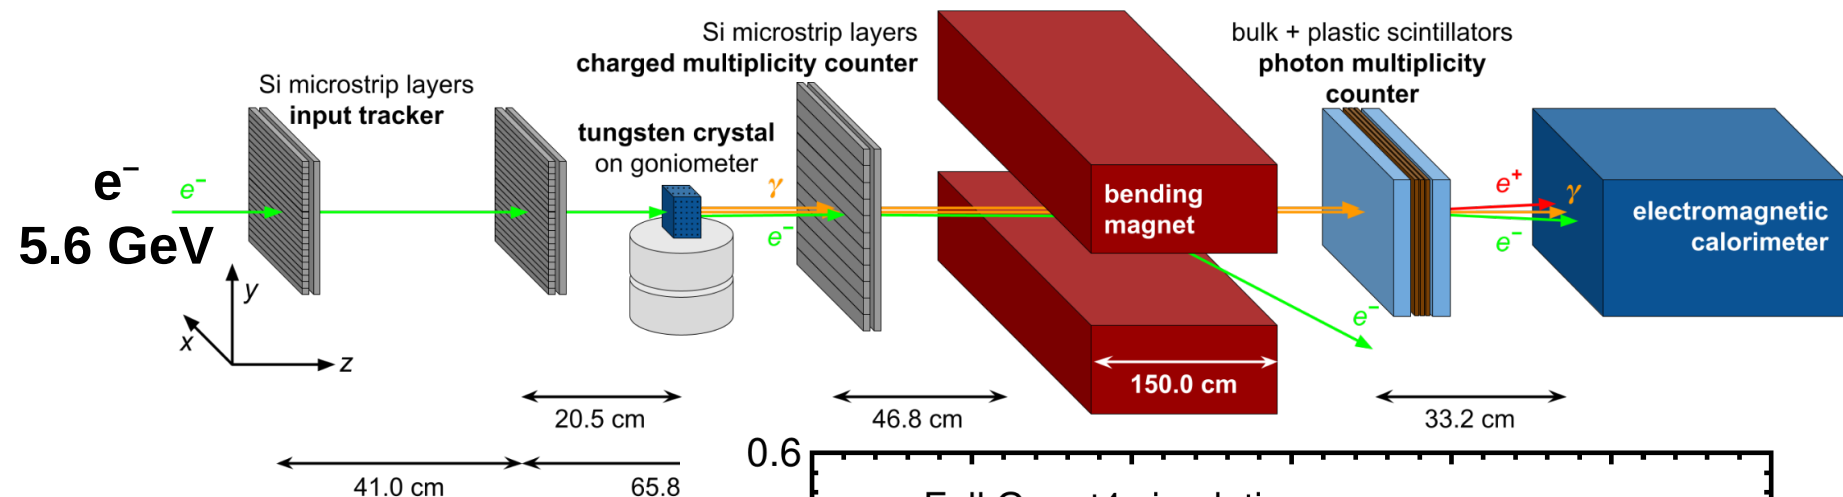 Si microstrip layers
input tracker
Si microstrip layers
charged multiplicity counter
bulk + plastic scintillators
photon multiplicity
counter
tungsten crystal
on goniometer
e⁻
5.6 GeV
e⁻
γ
e⁻
bending
magnet
e⁺
γ
e⁻
electromagnetic
calorimeter
y
x
z
e⁻
150.0 cm
20.5 cm
46.8 cm
33.2 cm
41.0 cm
65.8
0.6